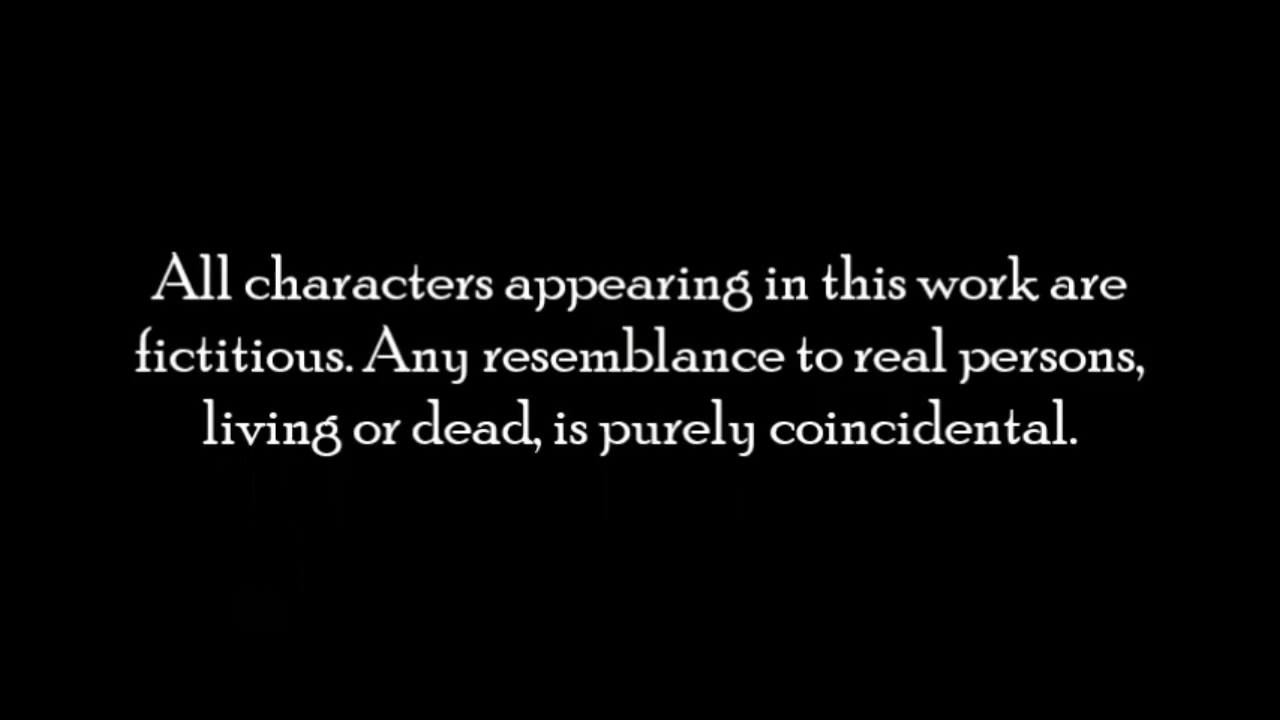 All characters appearing in this work are
fictitious. Any resemblance to real persons,
living or dead, is purely coincidental.